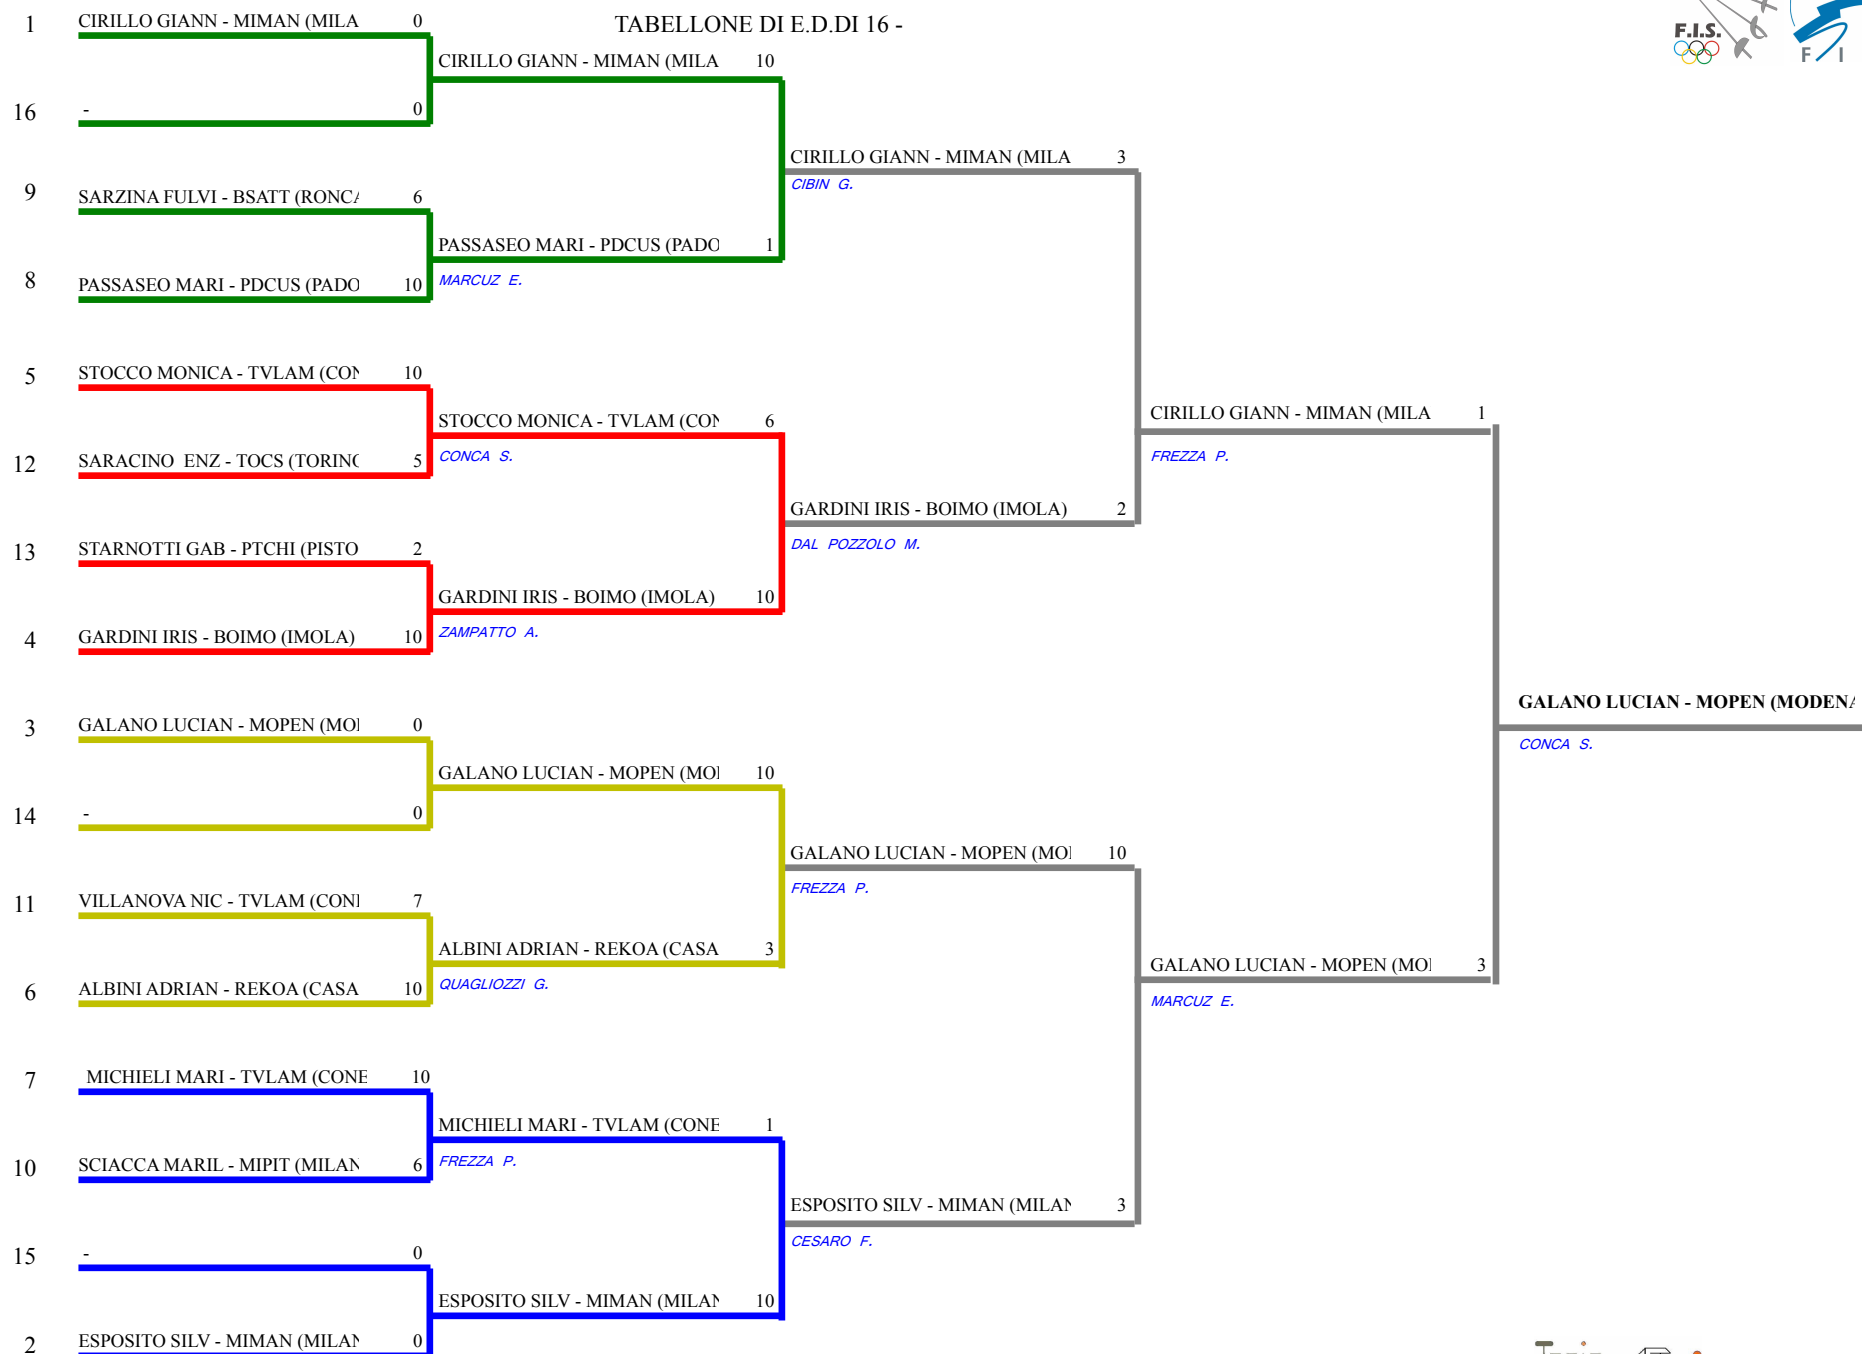 TABELLONE DI E.D.DI 16 -
F.I.S.
F I
1 CIRILLO GIANN - MIMAN (MILA 0
CIRILLO GIANN - MIMAN (MILA 10
16 - 0
CIRILLO GIANN - MIMAN (MILA 3
CIBIN G.
9 SARZINA FULVI - BSATT (RONCA 6
PASSASEO MARI - PDCUS (PADO 1
MARCUZ E.
8 PASSASEO MARI - PDCUS (PADO 10
5 STOCCO MONICA - TVLAM (CON 10
CIRILLO GIANN - MIMAN (MILA 1
FREZZA P.
STOCCO MONICA - TVLAM (CON 6
CONCA S.
12 SARACINO ENZ - TOCS (TORINO 5
GARDINI IRIS - BOIMO (IMOLA) 2
DAL POZZOLO M.
13 STARNOTTI GAB - PTCHI (PISTO 2
GARDINI IRIS - BOIMO (IMOLA) 10
ZAMPATTO A.
4 GARDINI IRIS - BOIMO (IMOLA) 10
GALANO LUCIAN - MOPEN (MODENA
CONCA S.
3 GALANO LUCIAN - MOPEN (MOI 0
GALANO LUCIAN - MOPEN (MOI 10
14 - 0
GALANO LUCIAN - MOPEN (MOI 10
FREZZA P.
11 VILLANOVA NIC - TVLAM (CONI 7
ALBINI ADRIAN - REKOA (CASA 3
QUAGLIOZZI G.
GALANO LUCIAN - MOPEN (MOI 3
MARCUZ E.
6 ALBINI ADRIAN - REKOA (CASA 10
7 MICHIELI MARI - TVLAM (CONE 10
MICHIELI MARI - TVLAM (CONE 1
FREZZA P.
10 SCIACCA MARIL - MIPIT (MILAN 6
ESPOSITO SILV - MIMAN (MILAN 3
CESARO F.
15 - 0
ESPOSITO SILV - MIMAN (MILAN 10
2 ESPOSITO SILV - MIMAN (MILAN 0